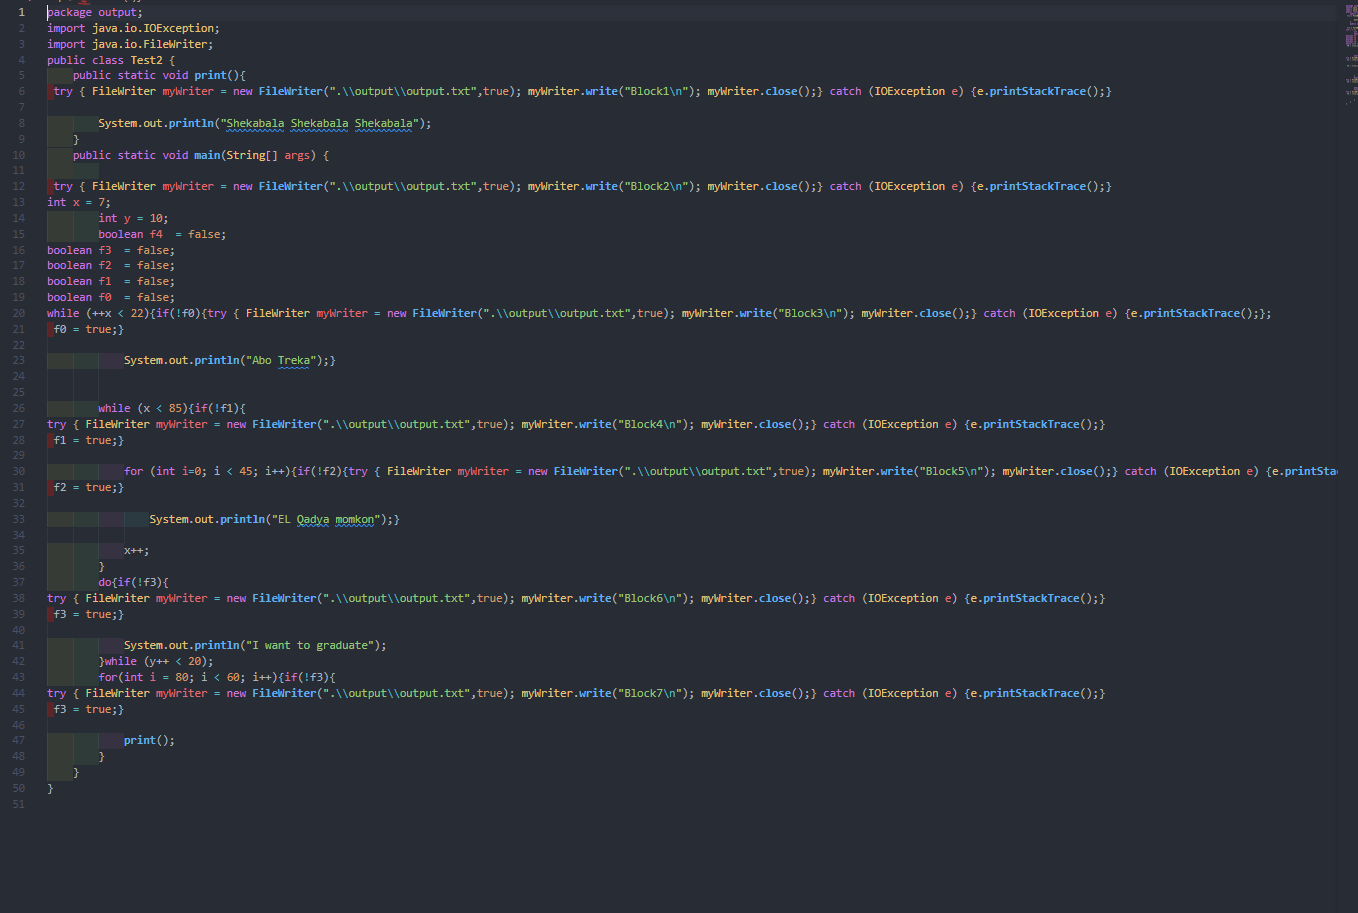 1 package output;
2 import java.io.IOException;
3 import java.io.FileWriter;
4 public class Test2 {
5 public static void print(){
6 try { FileWriter myWriter = new FileWriter(".\\output\\output.txt",true); myWriter.write("Block1\n"); myWriter.close();} catch (IOException e) {e.printStackTrace();}
7
8 System.out.println("Shekabala Shekabala Shekabala");
9 }
10 public static void main(String[] args) {
11
12 try { FileWriter myWriter = new FileWriter(".\\output\\output.txt",true); myWriter.write("Block2\n"); myWriter.close();} catch (IOException e) {e.printStackTrace();}
13 int x = 7;
14 int y = 10;
15 boolean f4 = false;
16 boolean f3 = false;
17 boolean f2 = false;
18 boolean f1 = false;
19 boolean f0 = false;
20 while (++x < 22){if(!f0){try { FileWriter myWriter = new FileWriter(".\\output\\output.txt",true); myWriter.write("Block3\n"); myWriter.close();} catch (IOException e) {e.printStackTrace();};
21 f0 = true;}
22
23 System.out.println("Abo Treka");}
24
25
26 while (x < 85){if(!f1){
27 try { FileWriter myWriter = new FileWriter(".\\output\\output.txt",true); myWriter.write("Block4\n"); myWriter.close();} catch (IOException e) {e.printStackTrace();}
28 f1 = true;}
29
30 for (int i=0; i < 45; i++){if(!f2){try { FileWriter myWriter = new FileWriter(".\\output\\output.txt",true); myWriter.write("Block5\n"); myWriter.close();} catch (IOException e) {e.printSta
31 f2 = true;}
32
33 System.out.println("EL Qadya momkon");}
34
35 x++;
36 }
37 do{if(!f3){
38 try { FileWriter myWriter = new FileWriter(".\\output\\output.txt",true); myWriter.write("Block6\n"); myWriter.close();} catch (IOException e) {e.printStackTrace();}
39 f3 = true;}
40
41 System.out.println("I want to graduate");
42 }while (y++ < 20);
43 for(int i = 80; i < 60; i++){if(!f3){
44 try { FileWriter myWriter = new FileWriter(".\\output\\output.txt",true); myWriter.write("Block7\n"); myWriter.close();} catch (IOException e) {e.printStackTrace();}
45 f3 = true;}
46
47 print();
48 }
49 }
50 }
51